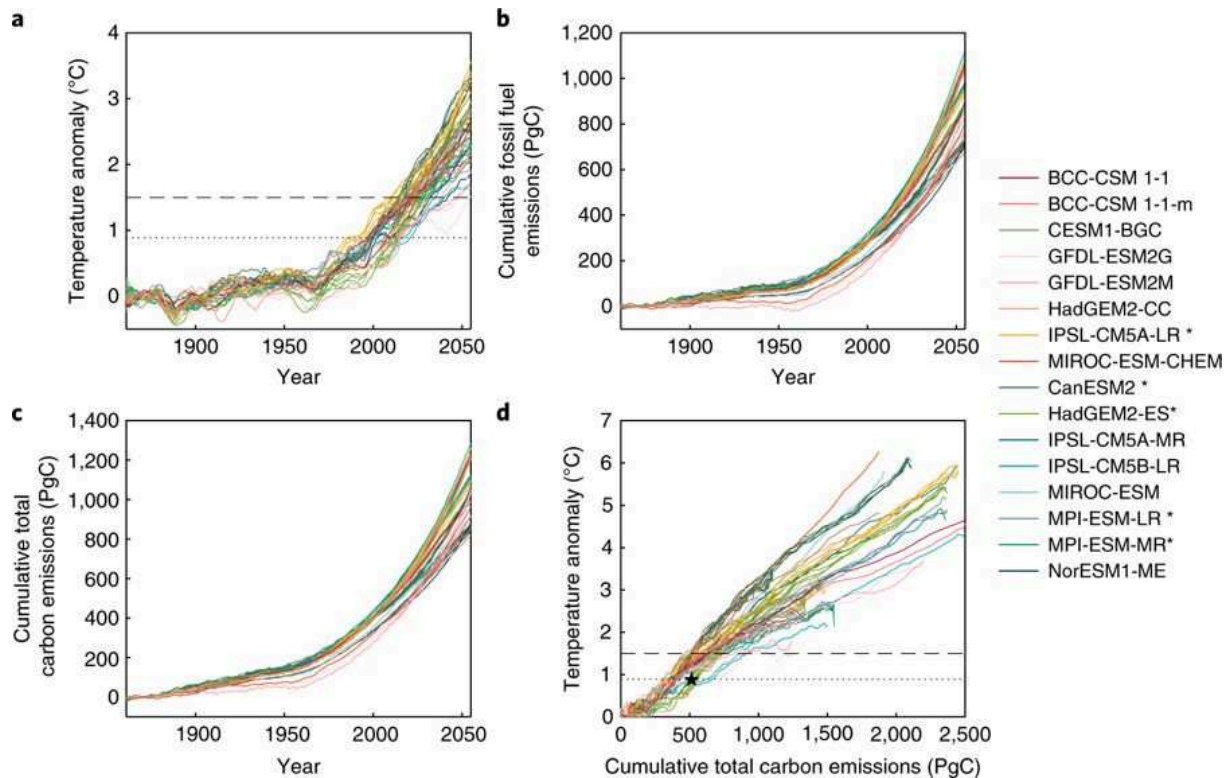 a
Temperature anomaly (°C)
4
3
2
1
0
1900
1950
2000
2050
Year
b
Cumulative fossil fuel
emissions (PgC)
1,200
1,000
800
600
400
200
0
1900
1950
2000
2050
Year
c
Cumulative total
carbon emissions (PgC)
1,400
1,200
1,000
800
600
400
200
0
1900
1950
2000
2050
Year
d
Temperature anomaly (°C)
7
6
5
4
3
2
1
0
0
500
1,000
1,500
2,000
2,500
Cumulative total carbon emissions (PgC)
BCC-CSM 1-1
BCC-CSM 1-1-m
CESM1-BGC
GFDL-ESM2G
GFDL-ESM2M
HadGEM2-CC
IPSL-CM5A-LR *
MIROC-ESM-CHEM
CanESM2 *
HadGEM2-ES*
IPSL-CM5A-MR
IPSL-CM5B-LR
MIROC-ESM
MPI-ESM-LR *
MPI-ESM-MR*
NorESM1-ME